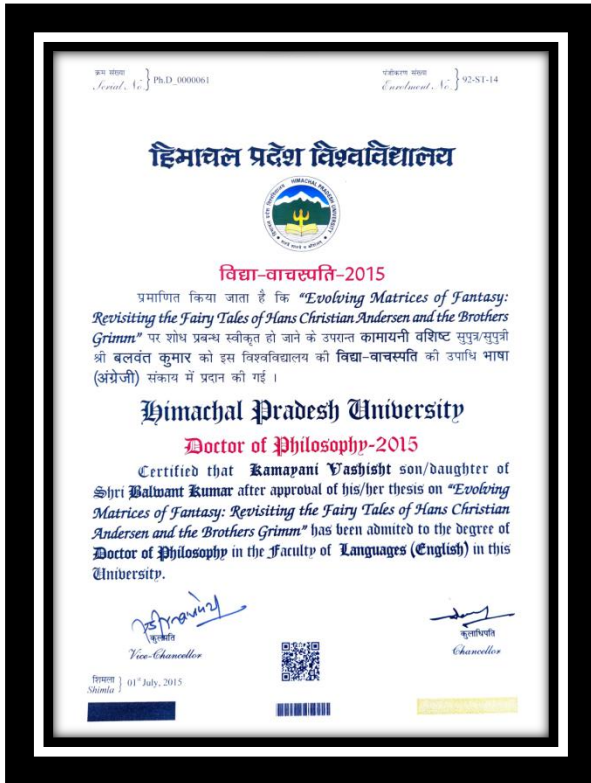 क्रम संख्या
Serial No. } Ph.D_0000061
पंजीकरण संख्या
Enrolment No. } 92-ST-14
हिमाचल प्रदेश विश्वविद्यालय
HIMACHAL PRADESH UNIVERSITY
विद्या-वाचस्पति-2015
प्रमाणित किया जाता है कि "Evolving Matrices of Fantasy:
Revisiting the Fairy Tales of Hans Christian Andersen and the Brothers
Grimm" पर शोध प्रबन्ध स्वीकृत हो जाने के उपरान्त कामायनी वशिष्ट सुपुत्र/सुपुत्री
श्री बलवंत कुमार को इस विश्वविद्यालय की विद्या-वाचस्पति की उपाधि भाषा
(अंग्रेजी) संकाय में प्रदान की गई ।
Himachal Pradesh University
Doctor of Philosophy-2015
Certified that Kamayani Vashisht son/daughter of
Shri Balwant Kumar after approval of his/her thesis on "Evolving
Matrices of Fantasy: Revisiting the Fairy Tales of Hans Christian
Andersen and the Brothers Grimm" has been admited to the degree of
Doctor of Philosophy in the Faculty of Languages (English) in this
University.
कुलपति
Vice-Chancellor
कुलाधिपति
Chancellor
शिमला
Shimla } 01st July, 2015